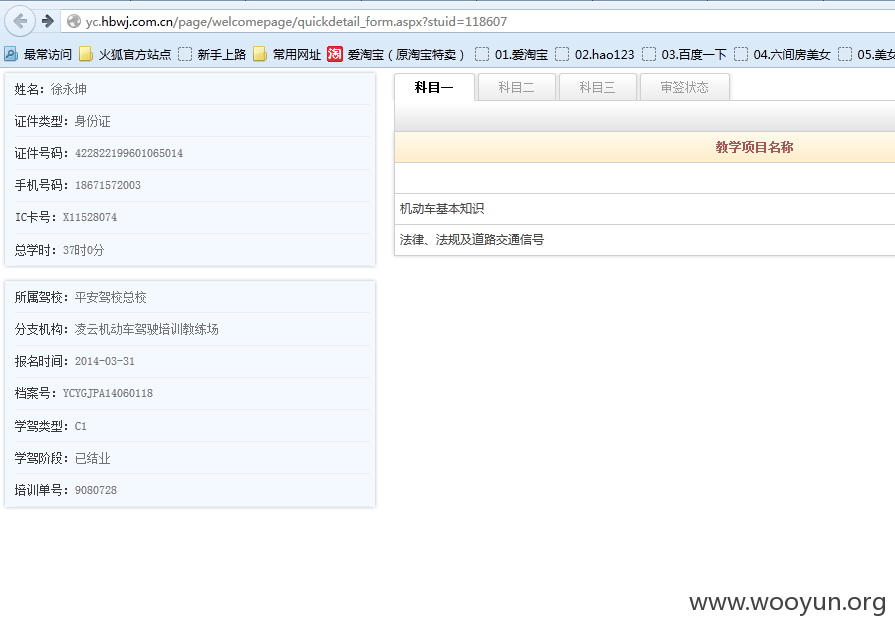 yc.hbwj.com.cn/page/welcomepage/quickdetail_form.aspx?stuid=118607
最常访问 火狐官方站点 新手上路 常用网址 淘 爱淘宝（原淘宝特卖） 01.爱淘宝 02.hao123 03.百度一下 04.六间房美女 05.美女
姓名：徐永坤
证件类型：身份证
证件号码：422822199601065014
手机号码：18671572003
IC卡号：X11528074
总学时：37时0分
所属驾校：平安驾校总校
分支机构：凌云机动车驾驶培训教练场
报名时间：2014-03-31
档案号：YCYGJPA14060118
学驾类型：C1
学驾阶段：已结业
培训单号：9080728
科目一 科目二 科目三 审签状态
教学项目名称
机动车基本知识
法律、法规及道路交通信号
www.wooyun.org